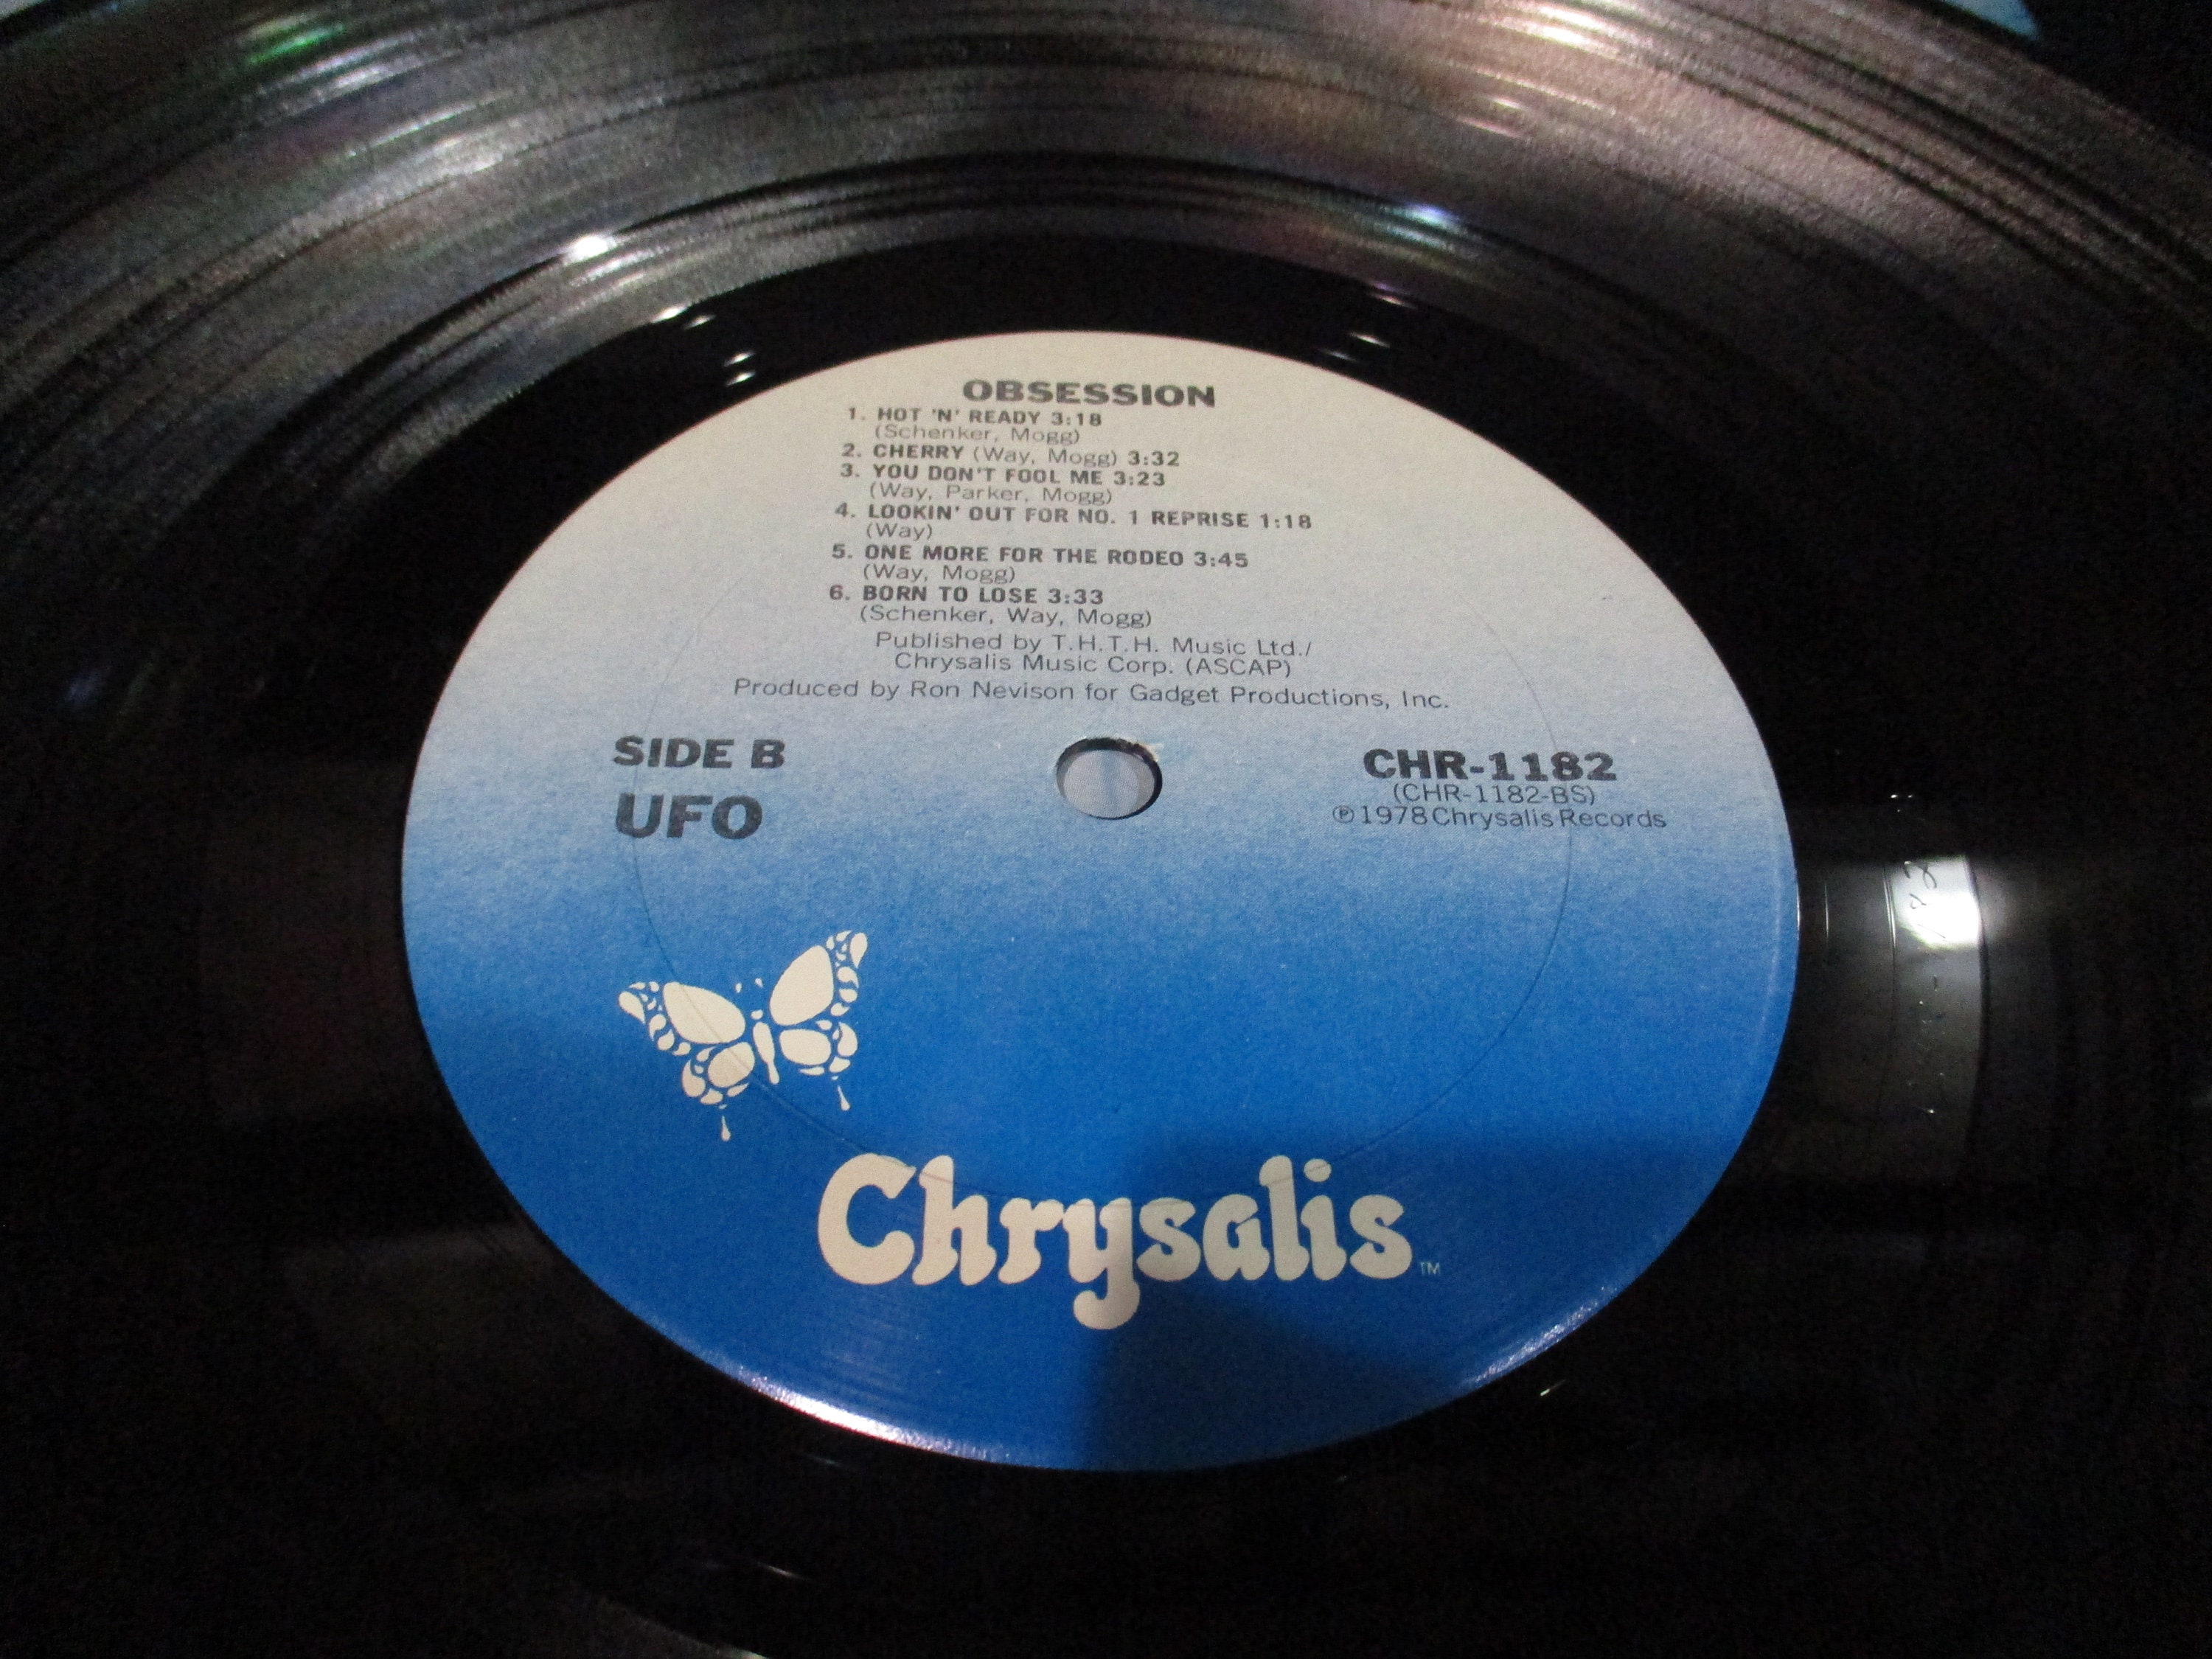 OBSESSION
1. HOT 'N' READY 3:18
(Schenker, Mogg)
2. CHERRY (Way, Mogg) 3:32
3. YOU DON'T FOOL ME 3:23
(Way, Parker, Mogg)
4. LOOKIN' OUT FOR NO. 1 REPRISE 1:18
(Way)
5. ONE MORE FOR THE RODEO 3:45
(Way, Mogg)
6. BORN TO LOSE 3:33
(Schenker, Way, Mogg)
Published by T.H.T.H. Music Ltd./
Chrysalis Music Corp. (ASCAP)
Produced by Ron Nevison for Gadget Productions, Inc.
SIDE B
UFO
CHR-1182
(CHR-1182-BS)
℗1978 Chrysalis Records
Chrysalis™